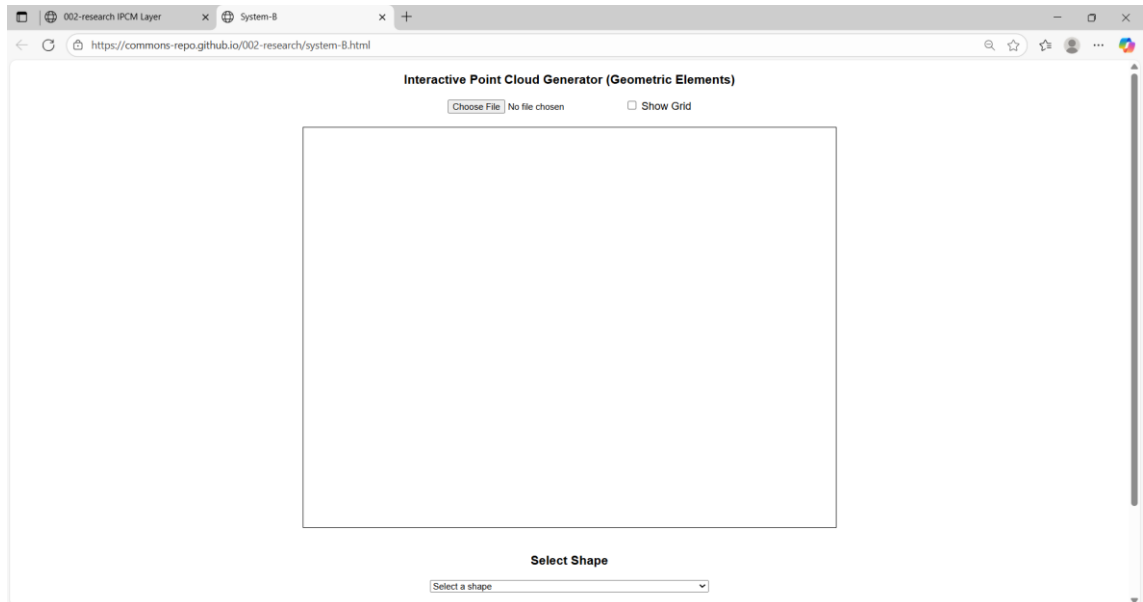 002-research IPCM Layer
System-B
https://commons-repo.github.io/002-research/system-B.html
Interactive Point Cloud Generator (Geometric Elements)
Choose File No file chosen
Show Grid
Select Shape
Select a shape